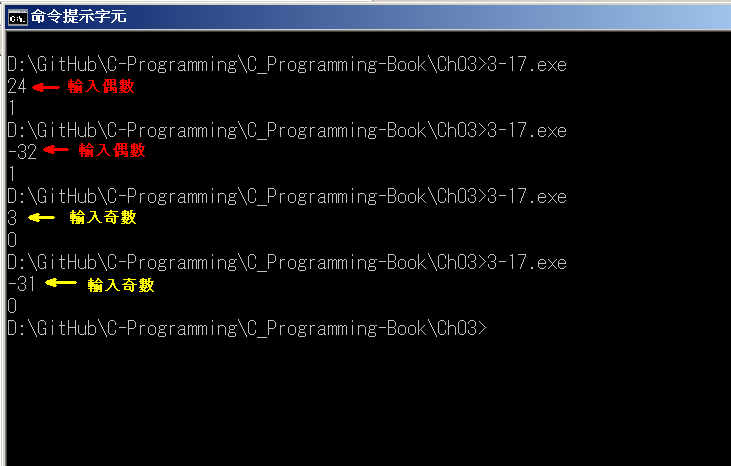 命令提示字元
D:\GitHub\C-Programming\C_Programming-Book\Ch03>3-17.exe
24 輸入偶數
1
D:\GitHub\C-Programming\C_Programming-Book\Ch03>3-17.exe
-32 輸入偶數
1
D:\GitHub\C-Programming\C_Programming-Book\Ch03>3-17.exe
3 輸入奇數
0
D:\GitHub\C-Programming\C_Programming-Book\Ch03>3-17.exe
-31 輸入奇數
0
D:\GitHub\C-Programming\C_Programming-Book\Ch03>